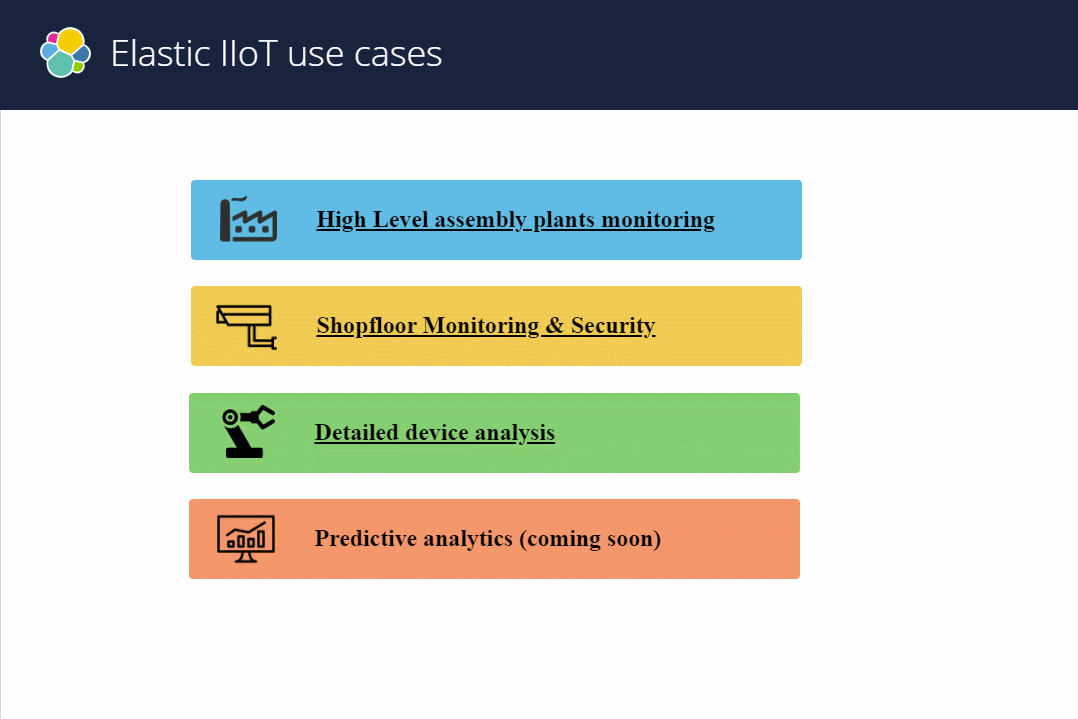 Elastic IIoT use cases
High Level assembly plants monitoring
Shopfloor Monitoring & Security
Detailed device analysis
Predictive analytics (coming soon)